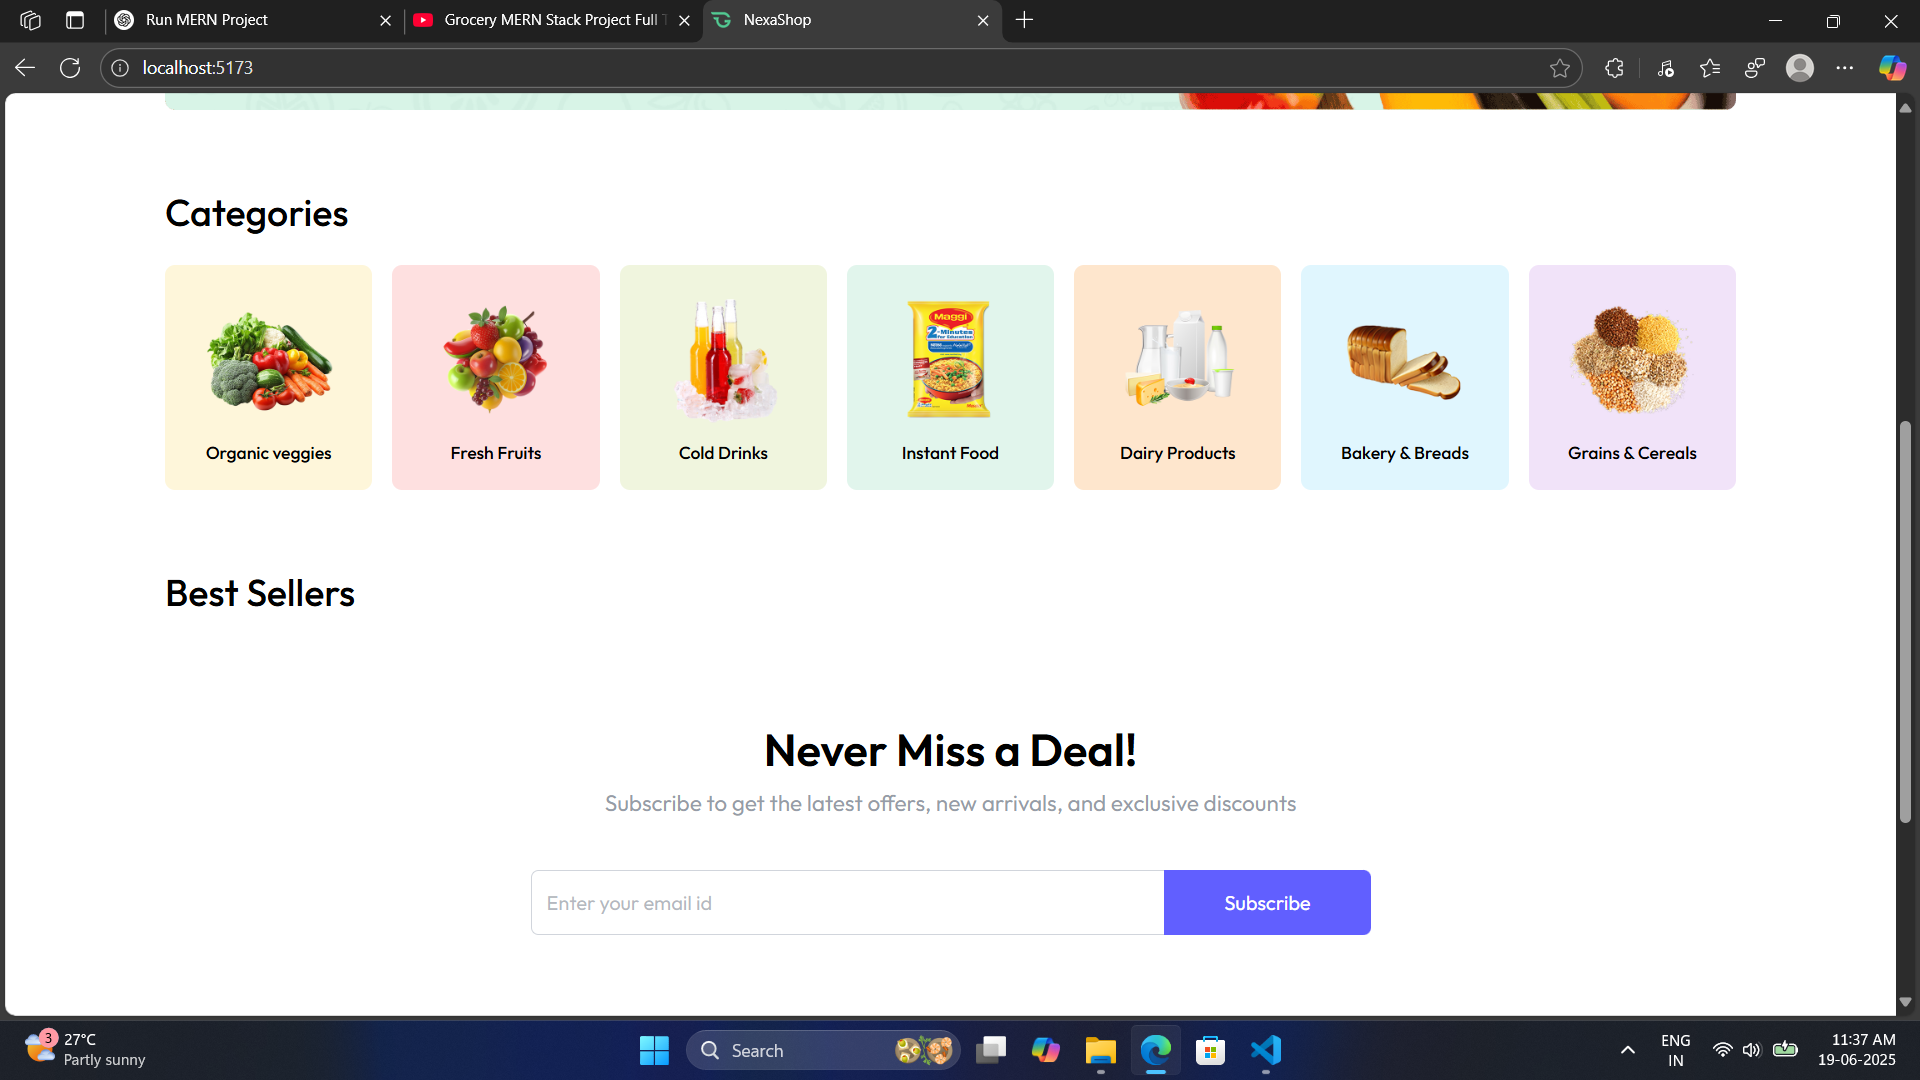 Run MERN Project
Grocery MERN Stack Project Full T
NexaShop
localhost:5173
Categories
Maggi
2-Minutes
Organic veggies
Fresh Fruits
Cold Drinks
Instant Food
Dairy Products
Bakery & Breads
Grains & Cereals
Best Sellers
Never Miss a Deal!
Subscribe to get the latest offers, new arrivals, and exclusive discounts
Enter your email id
Subscribe
3
27°C
Partly sunny
Search
ENG
IN
11:37 AM
19-06-2025